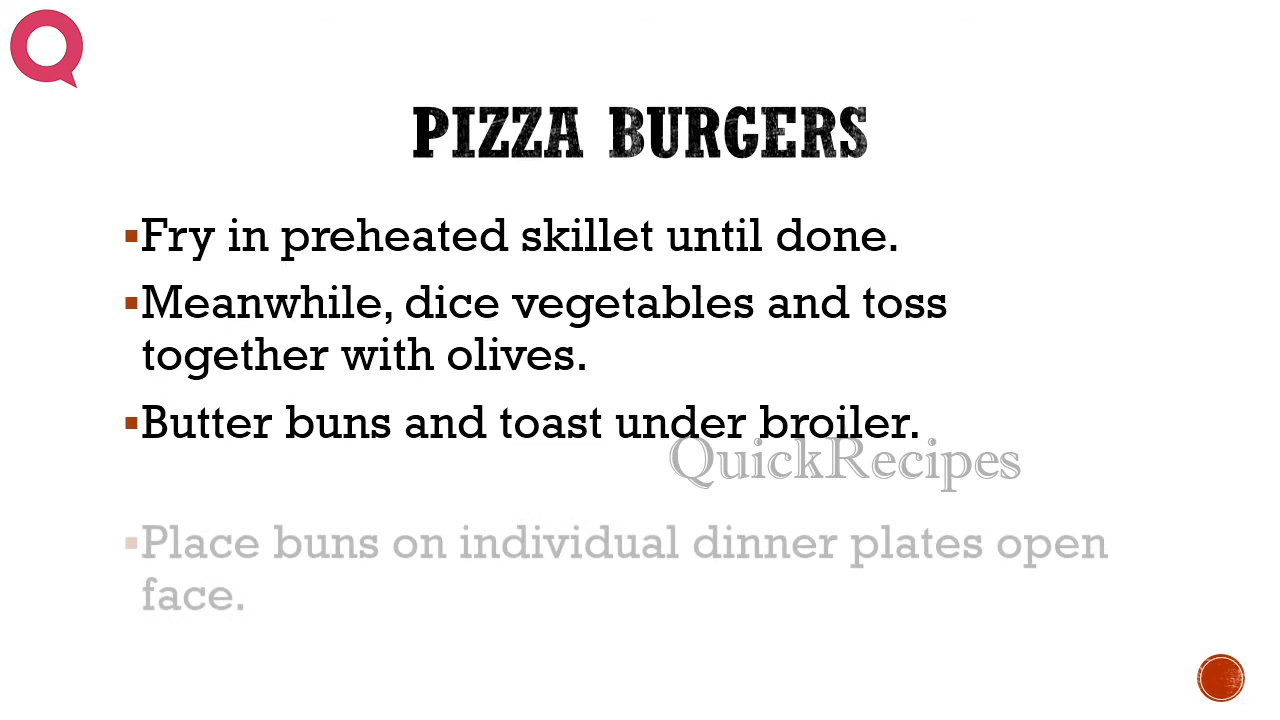 PIZZA BURGERS
▪Fry in preheated skillet until done.
▪Meanwhile, dice vegetables and toss
together with olives.
▪Butter buns and toast under broiler.
QuickRecipes
▪Place buns on individual dinner plates open
face.